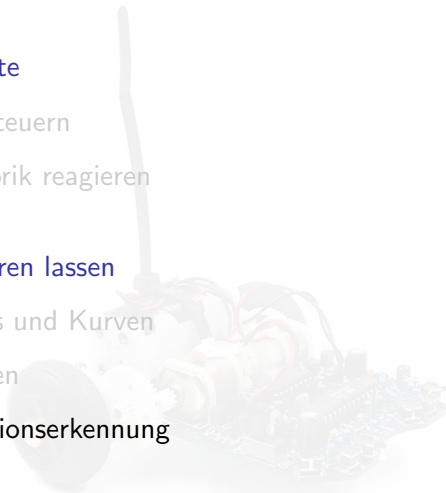 te
teuern
rik reagieren
ren lassen
s und Kurven
en
ionserkennung